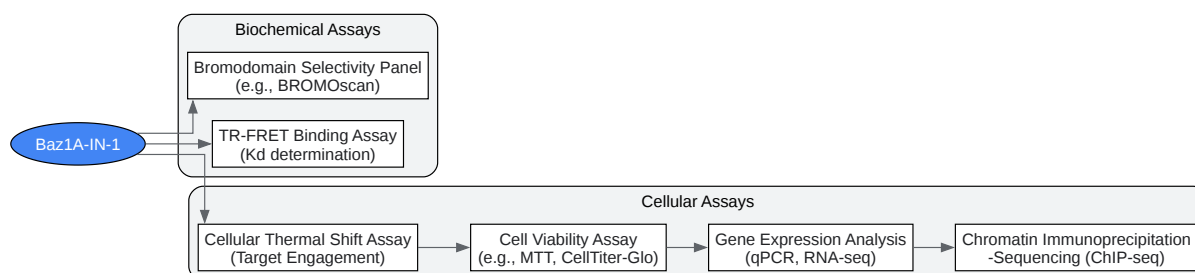 Biochemical Assays
Bromodomain Selectivity Panel
(e.g., BROMOscan)
Baz1A-IN-1
TR-FRET Binding Assay
(Kd determination)
Cellular Assays
Cellular Thermal Shift Assay
(Target Engagement)
Cell Viability Assay
(e.g., MTT, CellTiter-Glo)
Gene Expression Analysis
(qPCR, RNA-seq)
Chromatin Immunoprecipitation
-Sequencing (ChIP-seq)